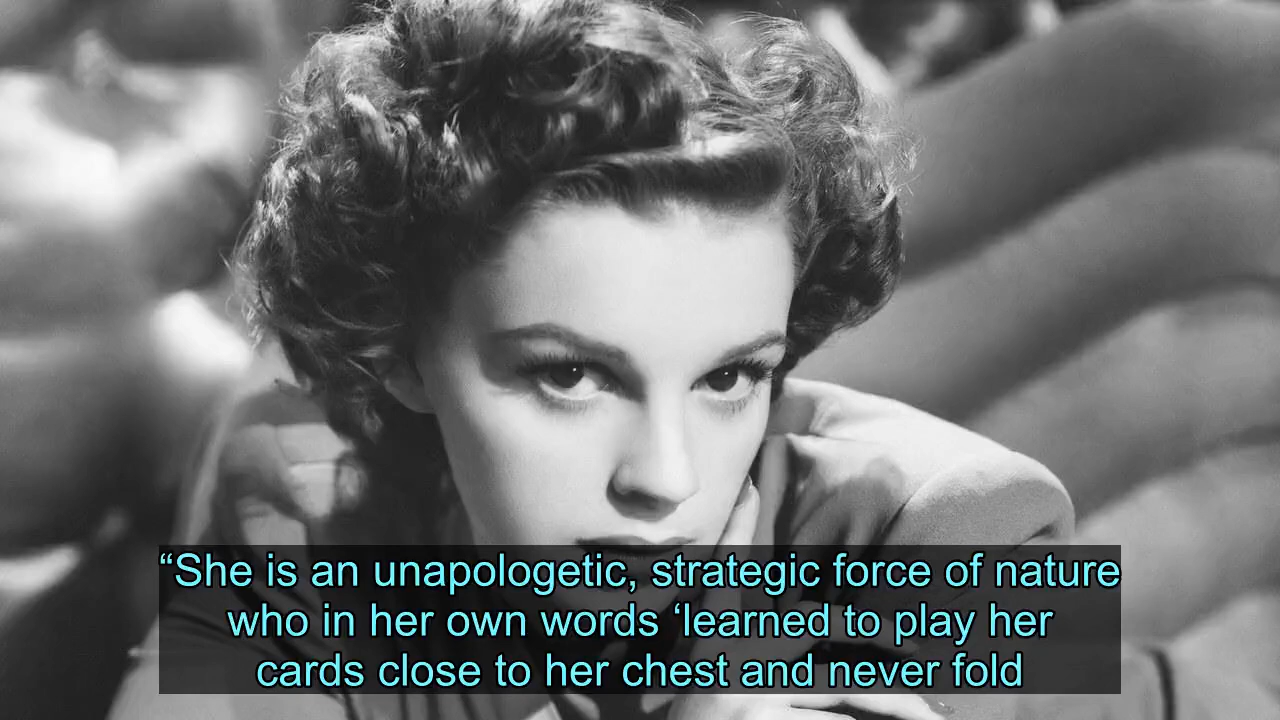 “She is an unapologetic, strategic force of nature
who in her own words ‘learned to play her
cards close to her chest and never fold